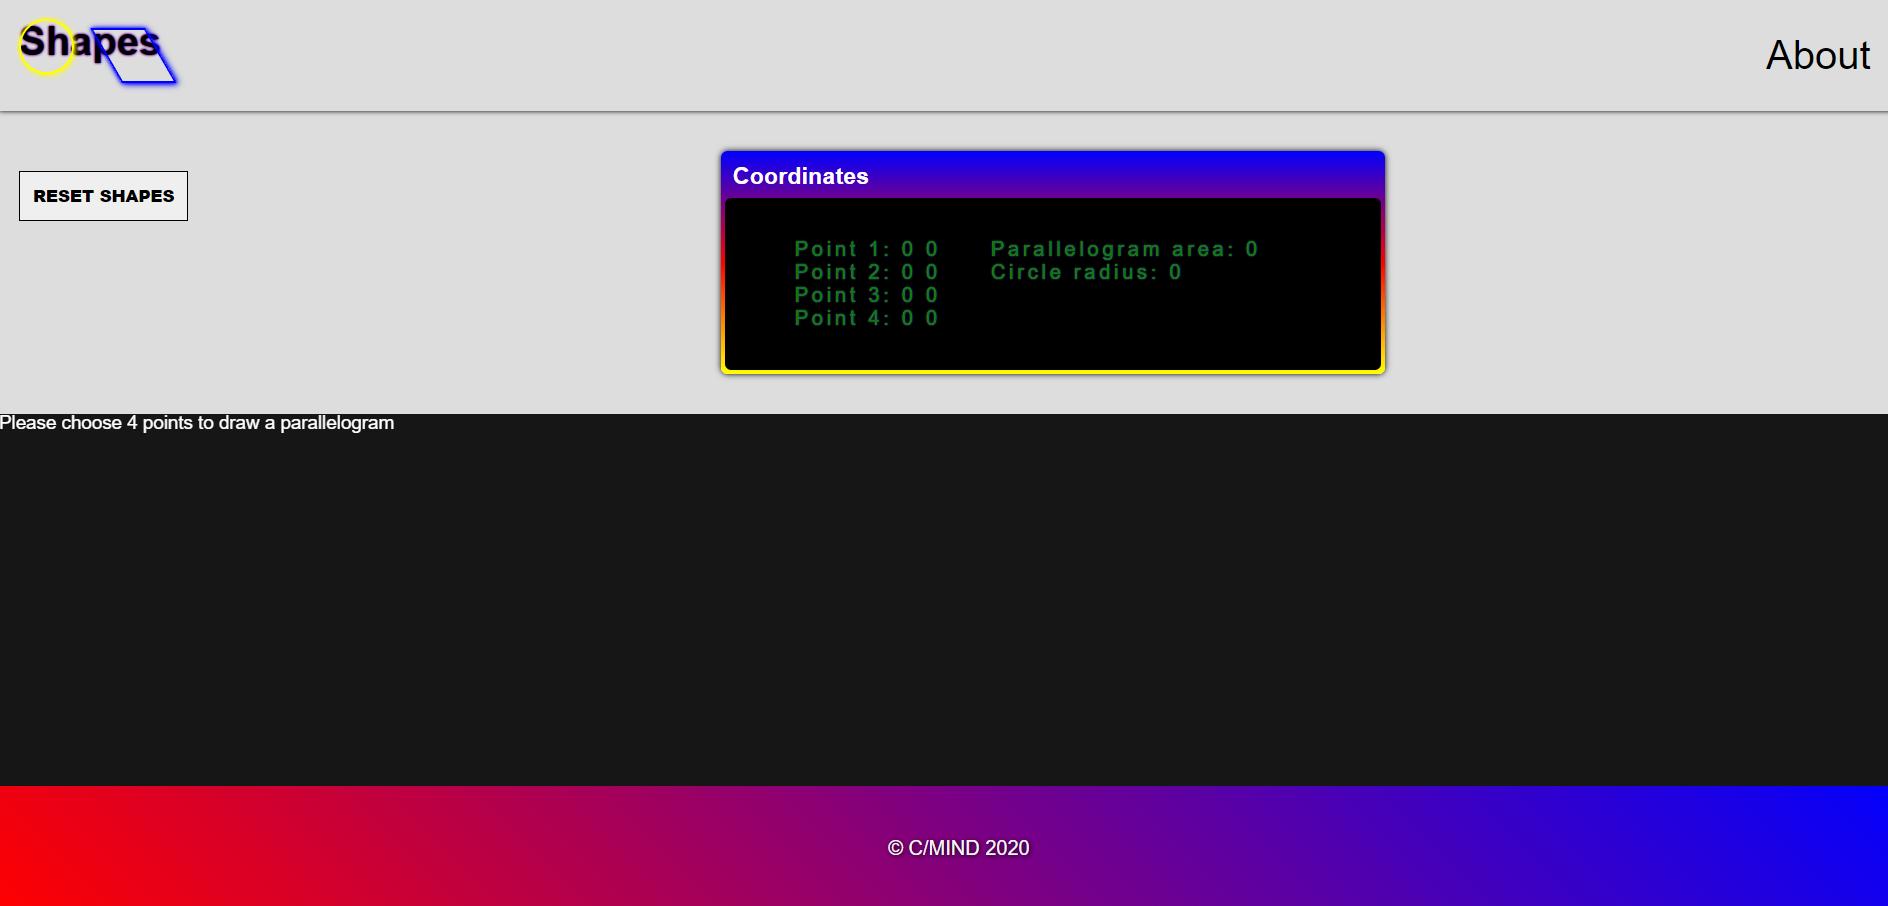 Shapes
About
RESET SHAPES
Coordinates
Point 1: 0 0
Point 2: 0 0
Point 3: 0 0
Point 4: 0 0
Parallelogram area: 0
Circle radius: 0
Please choose 4 points to draw a parallelogram
© C/MIND 2020